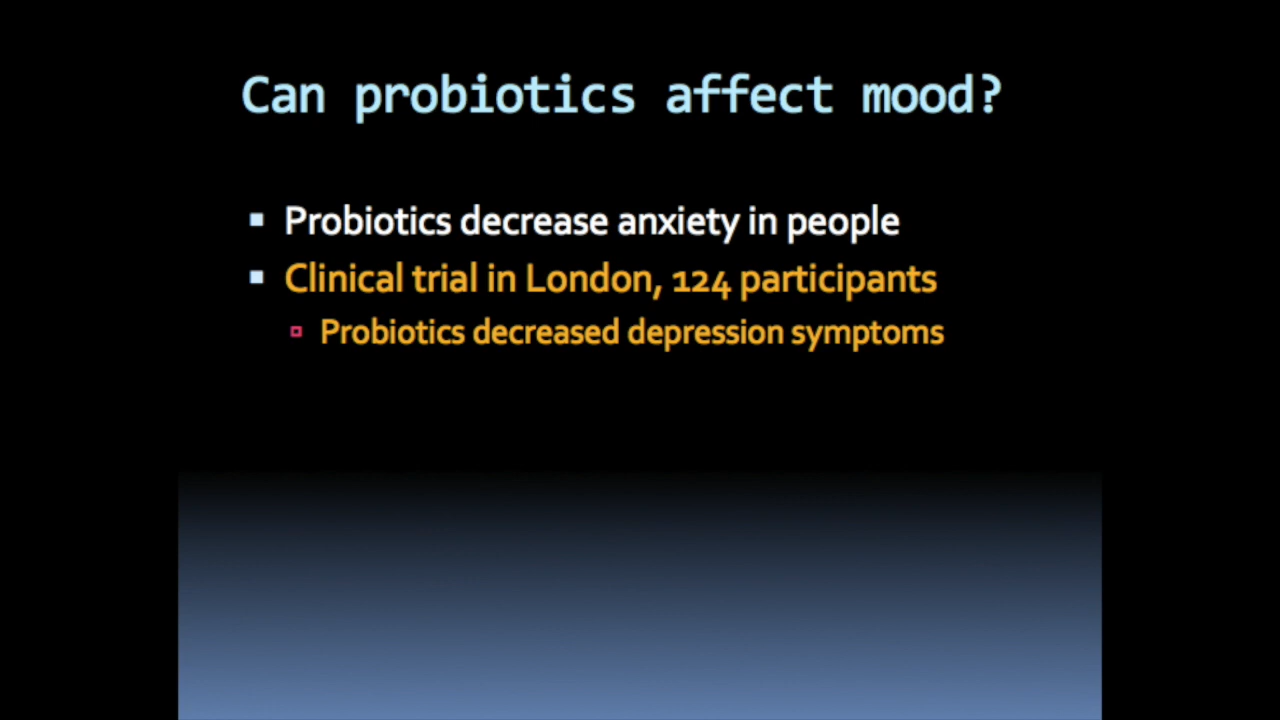 Can probiotics affect mood?
Probiotics decrease anxiety in people
Clinical trial in London, 124 participants
Probiotics decreased depression symptoms